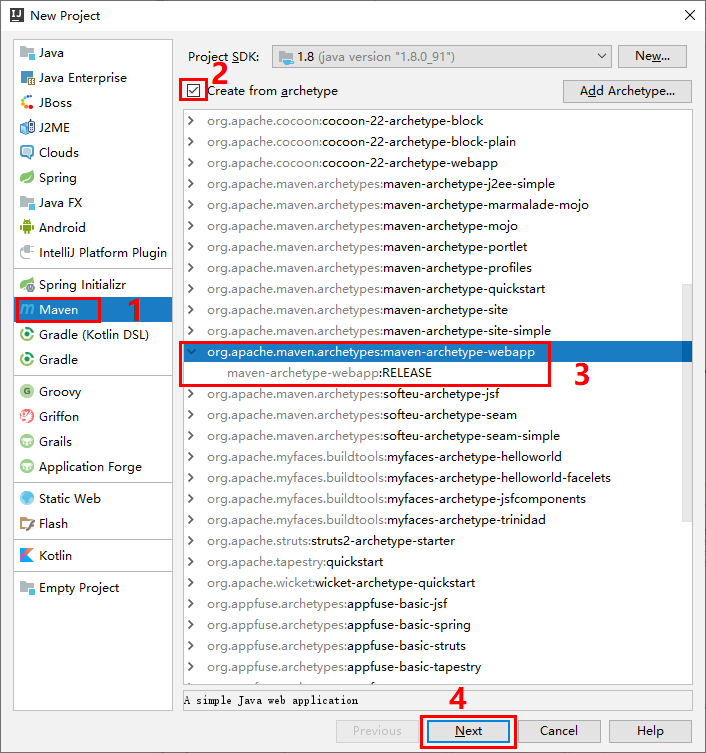 New Project
Java
Java Enterprise
JBoss
J2ME
Clouds
Spring
Java FX
Android
IntelliJ Platform Plugin
Spring Initializr
Maven
1
Gradle (Kotlin DSL)
Gradle
Groovy
Griffon
Grails
Application Forge
Static Web
Flash
Kotlin
Empty Project
Project SDK: 1.8 (java version "1.8.0_91") New...
2
Create from archetype Add Archetype...
org.apache.cocoon:cocoon-22-archetype-block
org.apache.cocoon:cocoon-22-archetype-block-plain
org.apache.cocoon:cocoon-22-archetype-webapp
org.apache.maven.archetypes:maven-archetype-j2ee-simple
org.apache.maven.archetypes:maven-archetype-marmalade-mojo
org.apache.maven.archetypes:maven-archetype-mojo
org.apache.maven.archetypes:maven-archetype-portlet
org.apache.maven.archetypes:maven-archetype-profiles
org.apache.maven.archetypes:maven-archetype-quickstart
org.apache.maven.archetypes:maven-archetype-site
org.apache.maven.archetypes:maven-archetype-site-simple
org.apache.maven.archetypes:maven-archetype-webapp
maven-archetype-webapp:RELEASE
3
org.apache.maven.archetypes:softeu-archetype-jsf
org.apache.maven.archetypes:softeu-archetype-seam
org.apache.maven.archetypes:softeu-archetype-seam-simple
org.apache.myfaces.buildtools:myfaces-archetype-helloworld
org.apache.myfaces.buildtools:myfaces-archetype-helloworld-facelets
org.apache.myfaces.buildtools:myfaces-archetype-jsfcomponents
org.apache.myfaces.buildtools:myfaces-archetype-trinidad
org.apache.struts:struts2-archetype-starter
org.apache.tapestry:quickstart
org.apache.wicket:wicket-archetype-quickstart
org.appfuse.archetypes:appfuse-basic-jsf
org.appfuse.archetypes:appfuse-basic-spring
org.appfuse.archetypes:appfuse-basic-struts
org.appfuse.archetypes:appfuse-basic-tapestry
A simple Java web application
4
Previous Next Cancel Help